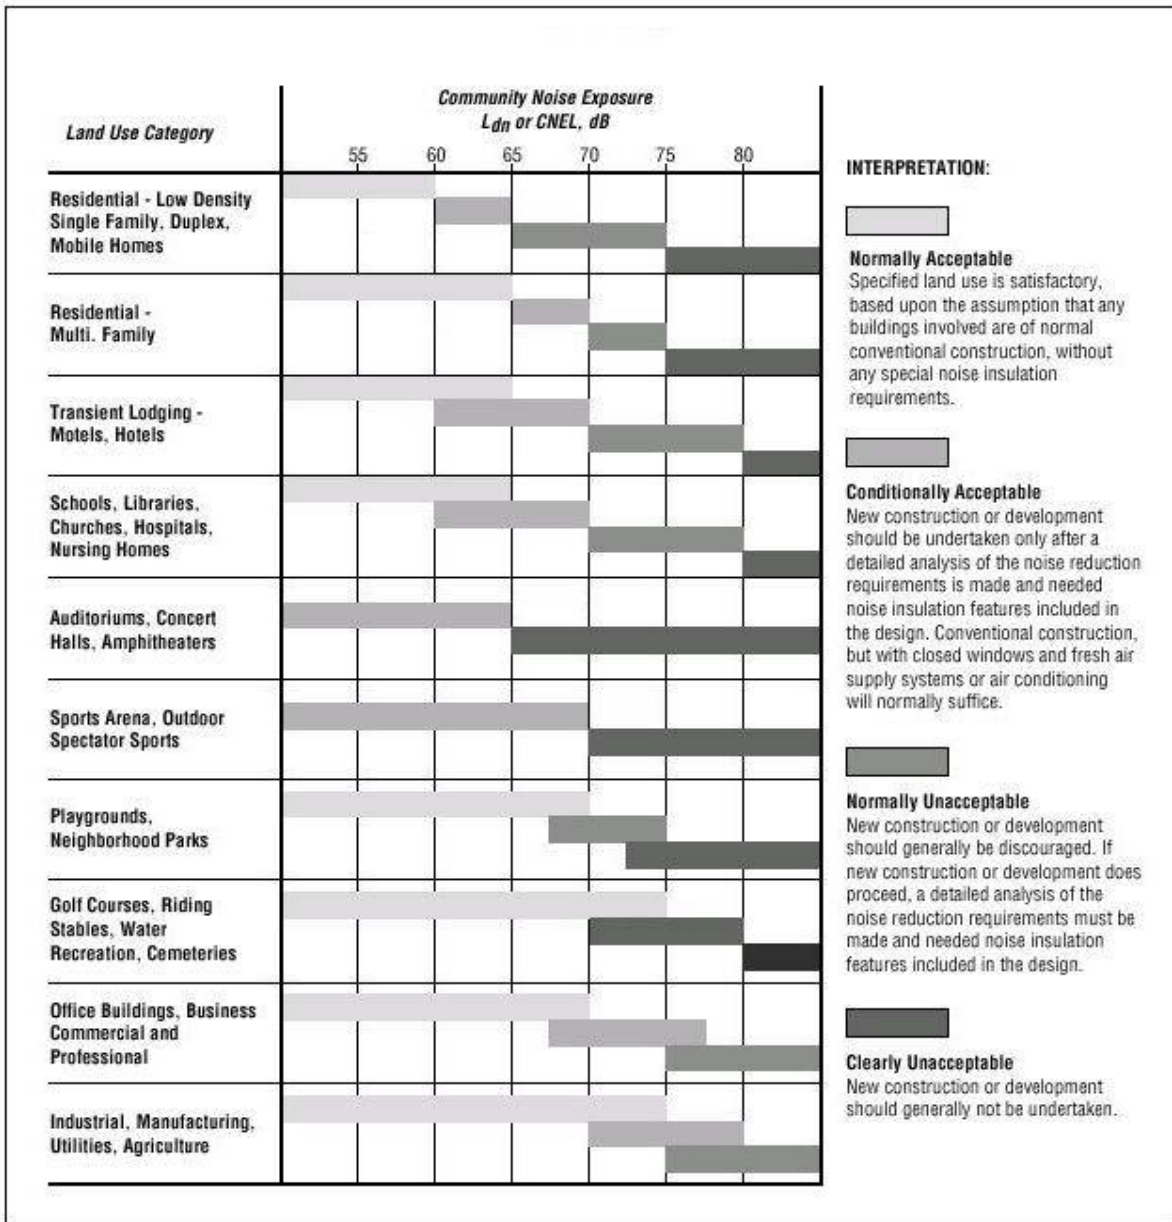 Community Noise Exposure
Ldn or CNEL, dB
Land Use Category
55 60 65 70 75 80
Residential - Low Density
Single Family, Duplex,
Mobile Homes
Residential -
Multi. Family
Transient Lodging -
Motels, Hotels
Schools, Libraries,
Churches, Hospitals,
Nursing Homes
Auditoriums, Concert
Halls, Amphitheaters
Sports Arena, Outdoor
Spectator Sports
Playgrounds,
Neighborhood Parks
Golf Courses, Riding
Stables, Water
Recreation, Cemeteries
Office Buildings, Business
Commercial and
Professional
Industrial, Manufacturing,
Utilities, Agriculture
INTERPRETATION:
Normally Acceptable
Specified land use is satisfactory,
based upon the assumption that any
buildings involved are of normal
conventional construction, without
any special noise insulation
requirements.
Conditionally Acceptable
New construction or development
should be undertaken only after a
detailed analysis of the noise reduction
requirements is made and needed
noise insulation features included in
the design. Conventional construction,
but with closed windows and fresh air
supply systems or air conditioning
will normally suffice.
Normally Unacceptable
New construction or development
should generally be discouraged. If
new construction or development does
proceed, a detailed analysis of the
noise reduction requirements must be
made and needed noise insulation
features included in the design.
Clearly Unacceptable
New construction or development
should generally not be undertaken.